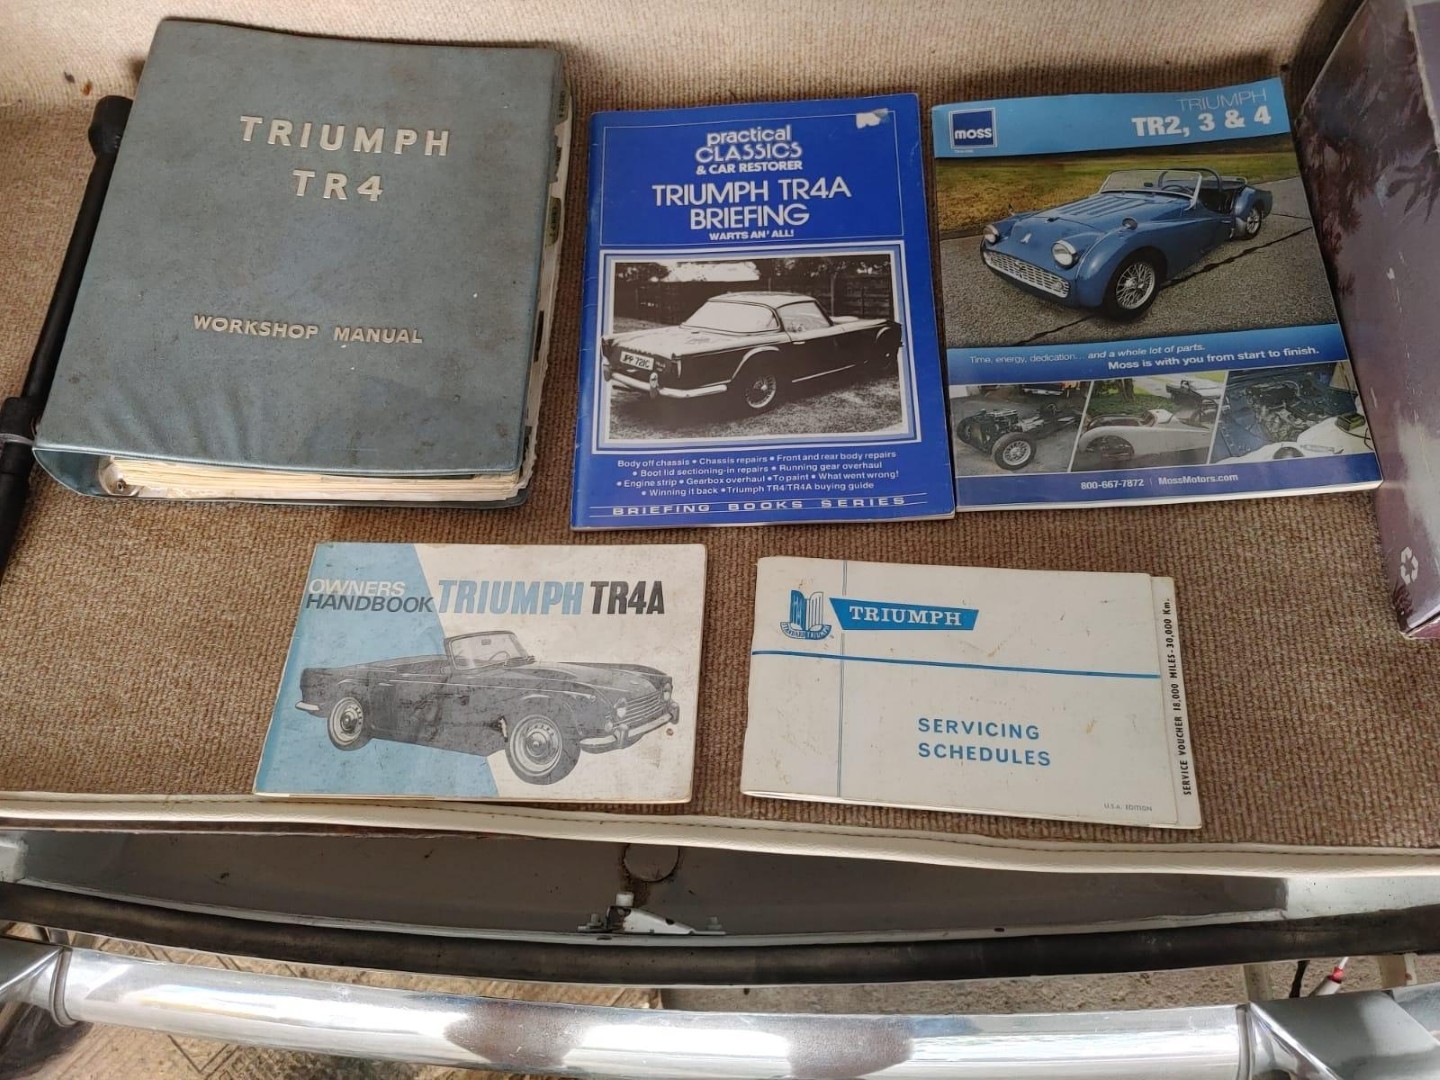 TRIUMPH
TR4
WORKSHOP MANUAL
practical
CLASSICS
& CAR RESTORER
TRIUMPH TR4A
BRIEFING
WARTS AN' ALL!
Body off chassis • Chassis repairs • Front and rear body repairs
• Boot lid sectioning-in repairs • Running gear overhaul
• Engine strip • Gearbox overhaul • To paint • What went wrong!
• Winning it back • Triumph TR4/TR4A buying guide
BRIEFING BOOKS SERIES
MOSS
TRIUMPH
TR2, 3 & 4
Time, energy, dedication... and a whole lot of parts.
Moss is with you from start to finish.
800-667-7872 | MossMotors.com
OWNERS
HANDBOOK TRIUMPH TR4A
TRIUMPH
SERVICING
SCHEDULES
U.S.A. EDITION
SERVICE VOUCHER 18,000 MILES-30,000 Km.